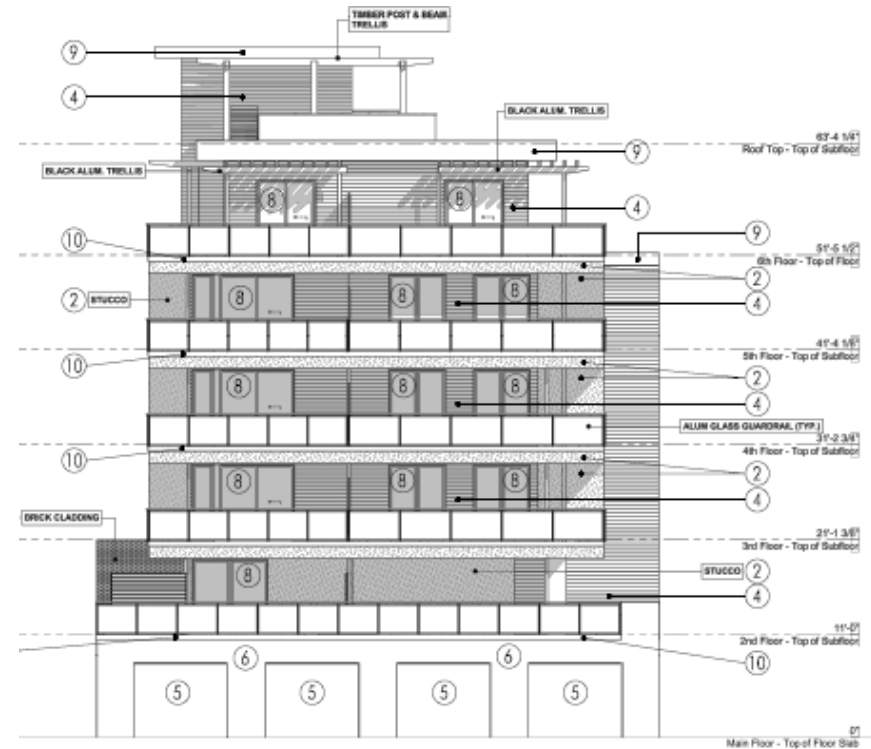 TIMBER POST & BEAM
TRELLIS
9
4
BLACK ALUM. TRELLIS
63'-4 1/4"
Roof Top - Top of Subfloor
9
BLACK ALUM. TRELLIS
8
8
4
10
9
51'-5 1/2"
6th Floor - Top of Floor
2
2 STUCCO
8
8
8
4
41'-4 1/8"
5th Floor - Top of Subfloor
10
2
8
8
8
4
ALUM GLASS GUARDRAIL (TYP.)
31'-2 3/4"
4th Floor - Top of Subfloor
10
2
8
8
8
4
BRICK CLADDING
21'-1 3/8"
3rd Floor - Top of Subfloor
8
STUCCO 2
4
11'-0"
2nd Floor - Top of Subfloor
6
6
10
5
5
5
5
0"
Main Floor - Top of Floor Slab